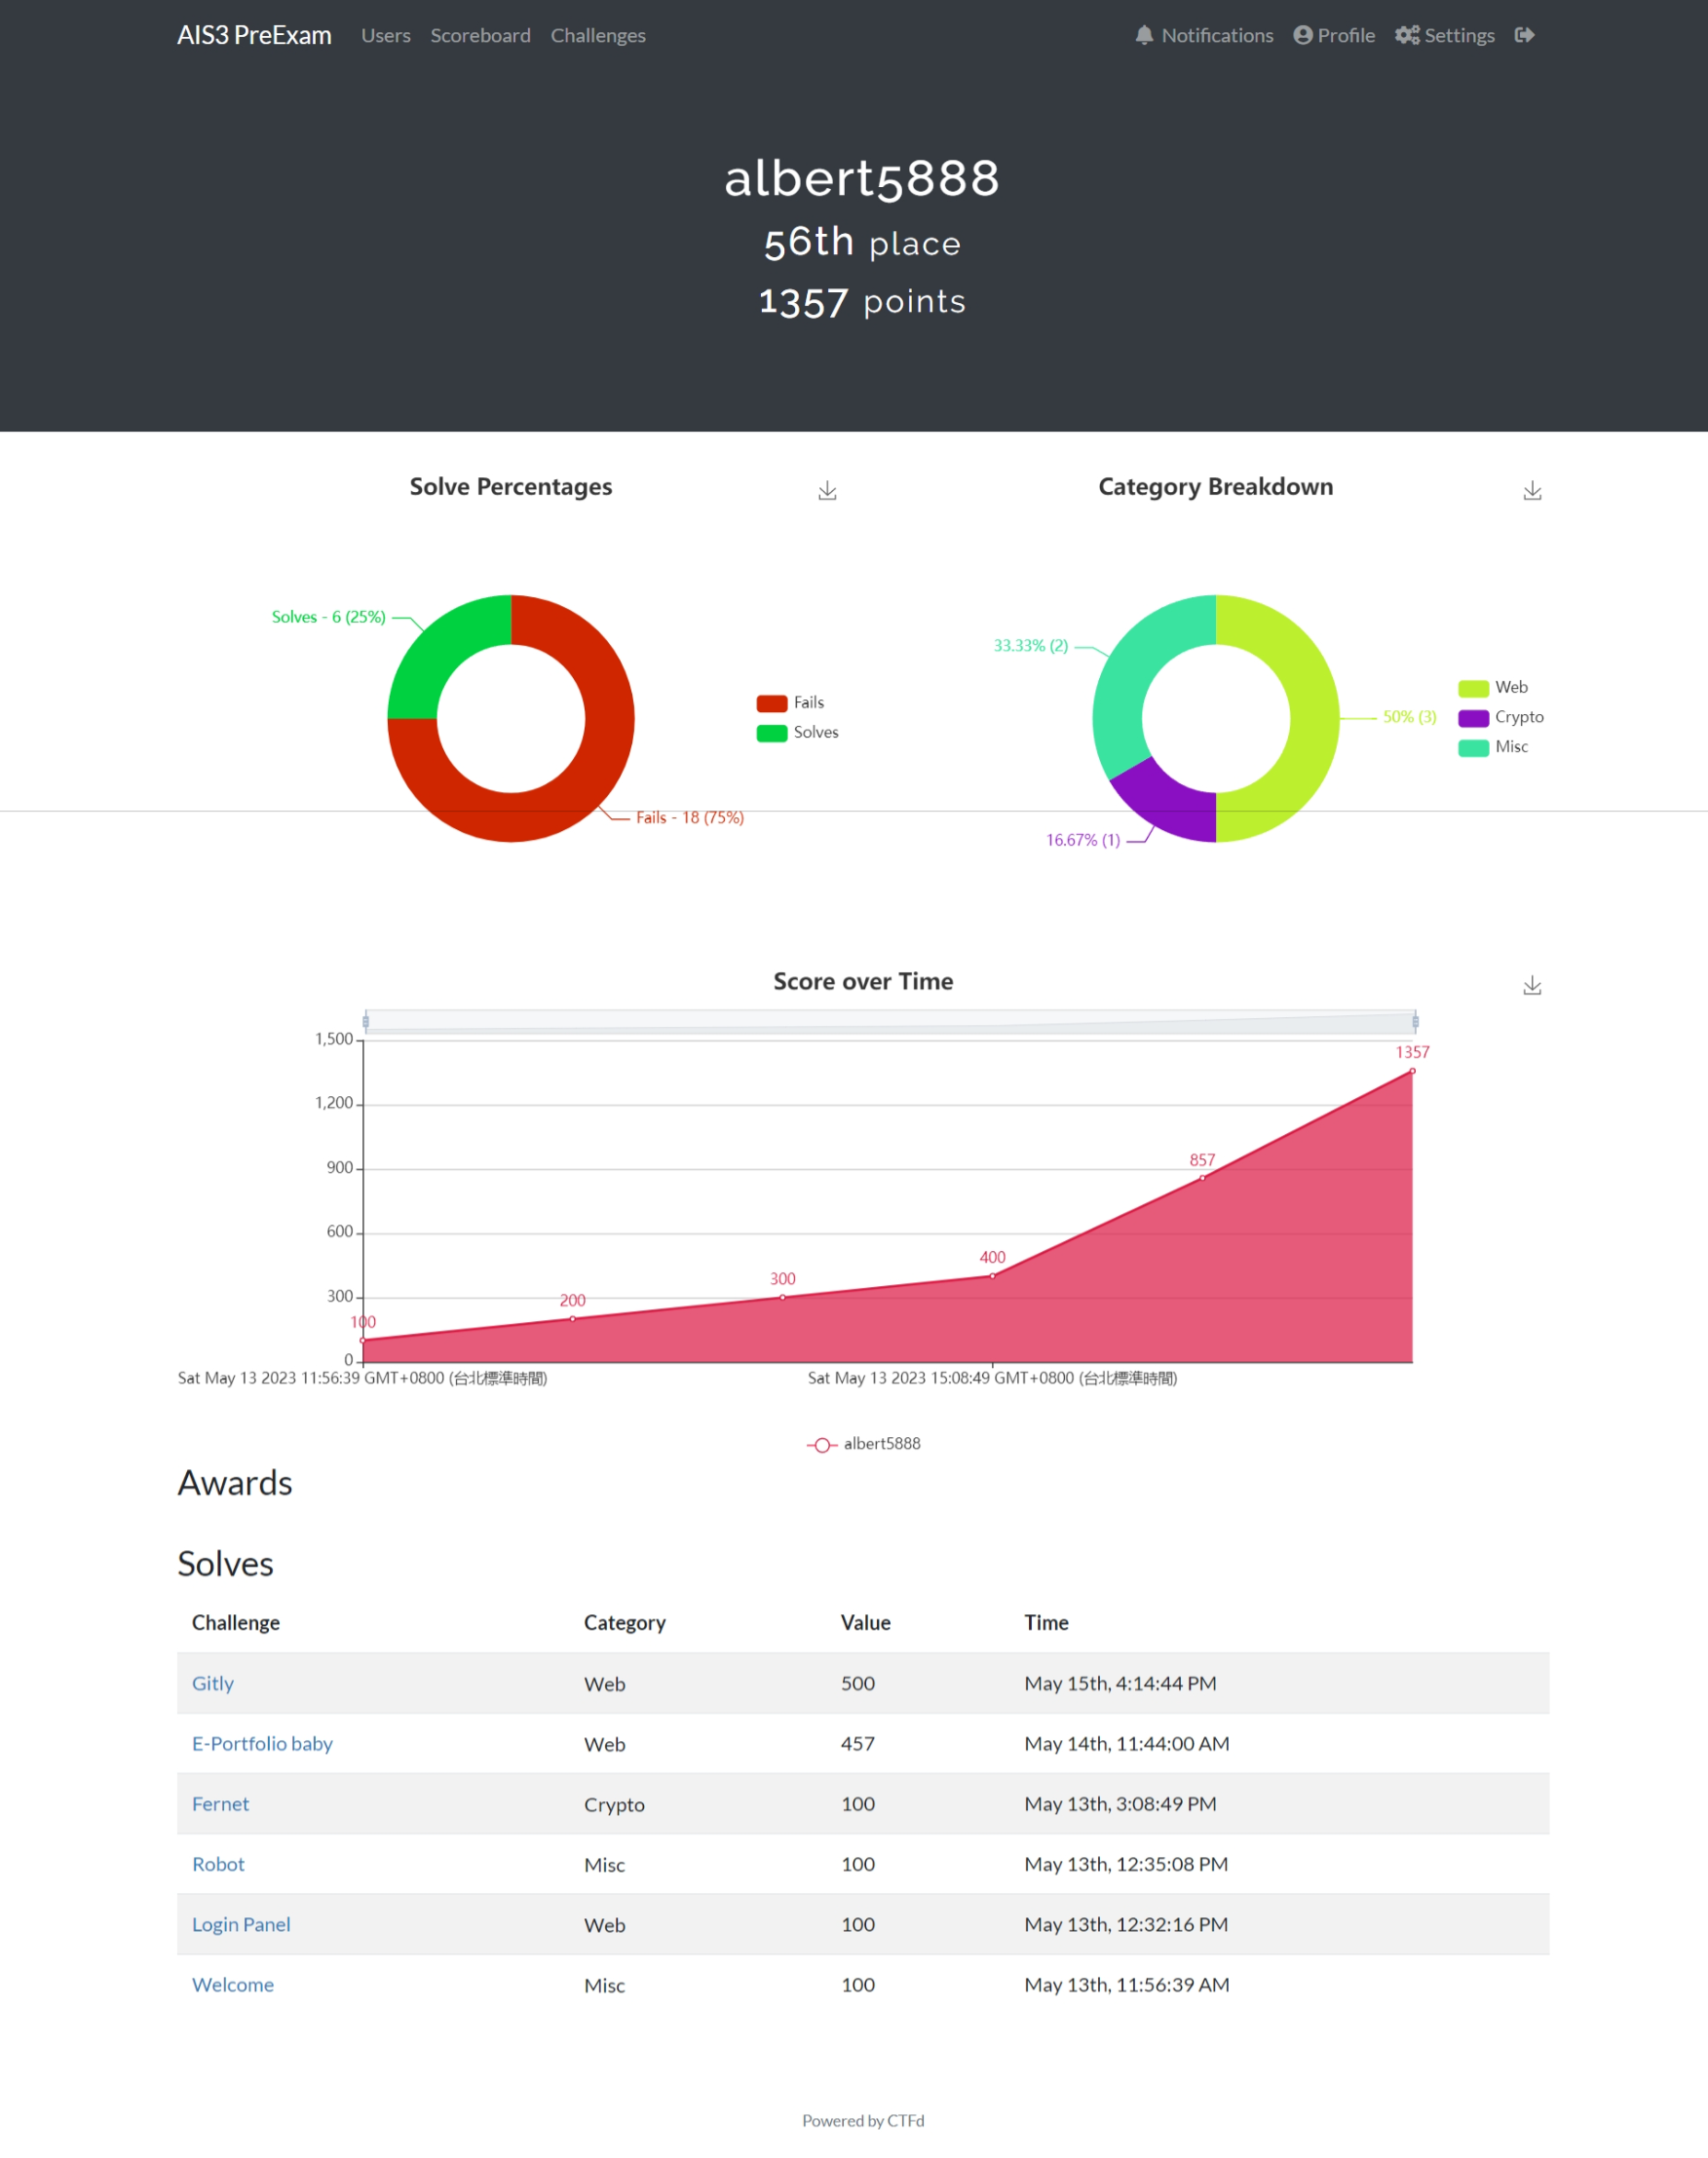 AIS3 PreExam Users Scoreboard Challenges Notifications Profile Settings
albert5888
56th place
1357 points
Solve Percentages
Solves - 6 (25%)
Fails - 18 (75%)
Fails
Solves
Category Breakdown
33.33% (2)
50% (3)
16.67% (1)
Web
Crypto
Misc
Score over Time
1,500
1,200
900
600
300
0
100
200
300
400
857
1357
Sat May 13 2023 11:56:39 GMT+0800 (台北標準時間)
Sat May 13 2023 15:08:49 GMT+0800 (台北標準時間)
albert5888
Awards
Solves
Challenge Category Value Time
Gitly Web 500 May 15th, 4:14:44 PM
E-Portfolio baby Web 457 May 14th, 11:44:00 AM
Fernet Crypto 100 May 13th, 3:08:49 PM
Robot Misc 100 May 13th, 12:35:08 PM
Login Panel Web 100 May 13th, 12:32:16 PM
Welcome Misc 100 May 13th, 11:56:39 AM
Powered by CTFd